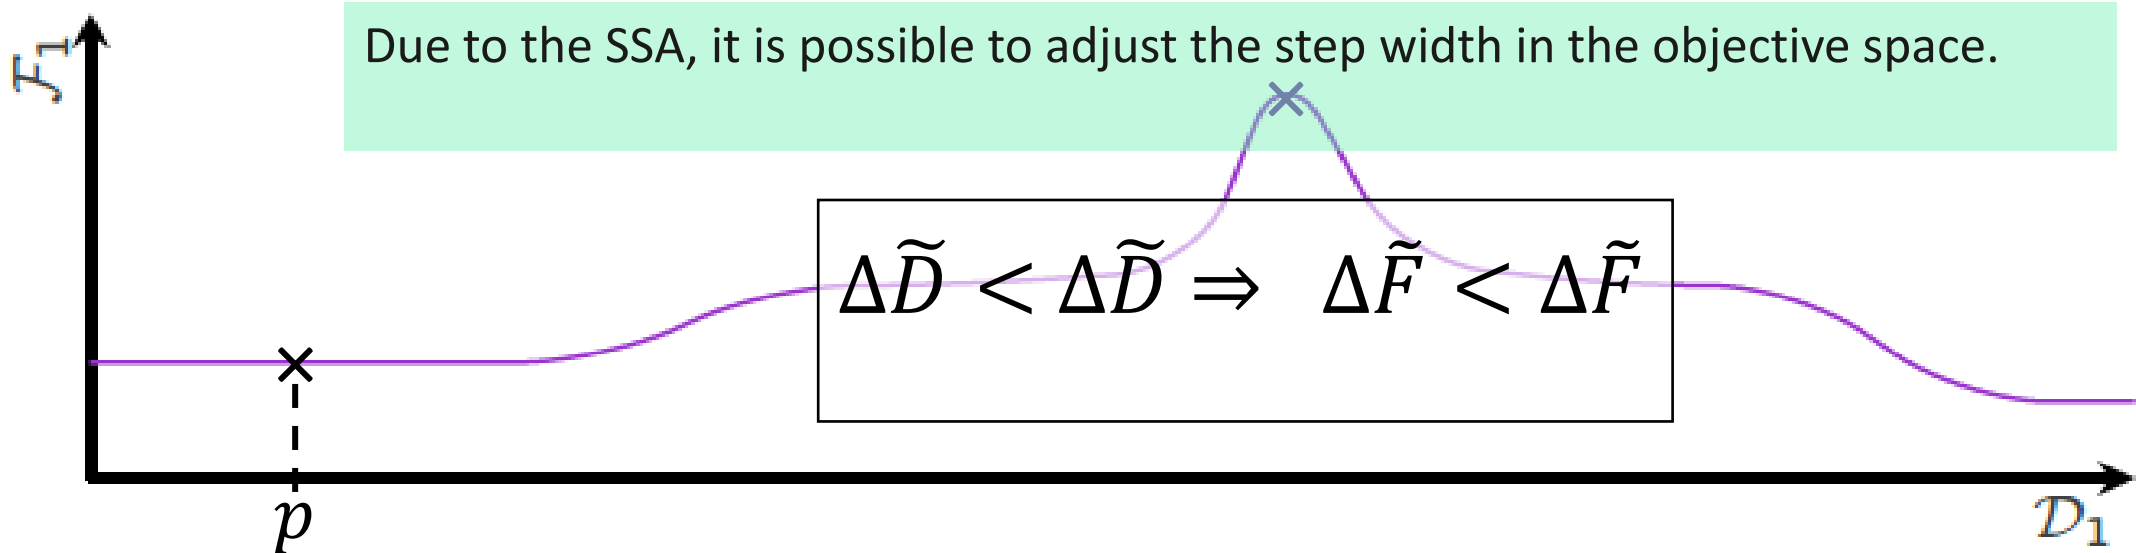 Due to the SSA, it is possible to adjust the step width in the objective space.
ℱ₁
Δ𝐷̃ < Δ𝐷̃ ⇒ Δ𝐹̃ < Δ𝐹̃
𝑝
𝒟₁